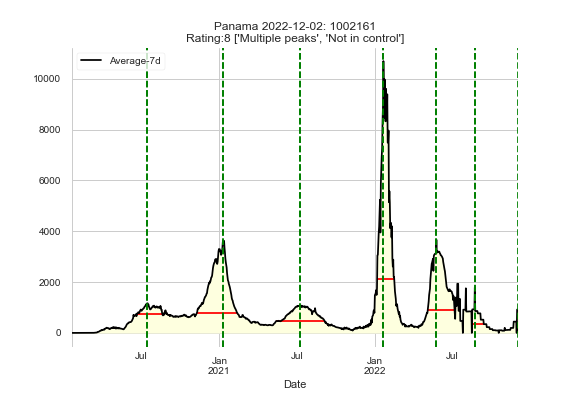 Panama 2022-12-02: 1002161
Rating:8 ['Multiple peaks', 'Not in control']
Average-7d
10000
8000
6000
4000
2000
0
Jul
Jan
2021
Jul
Jan
2022
Jul
Date